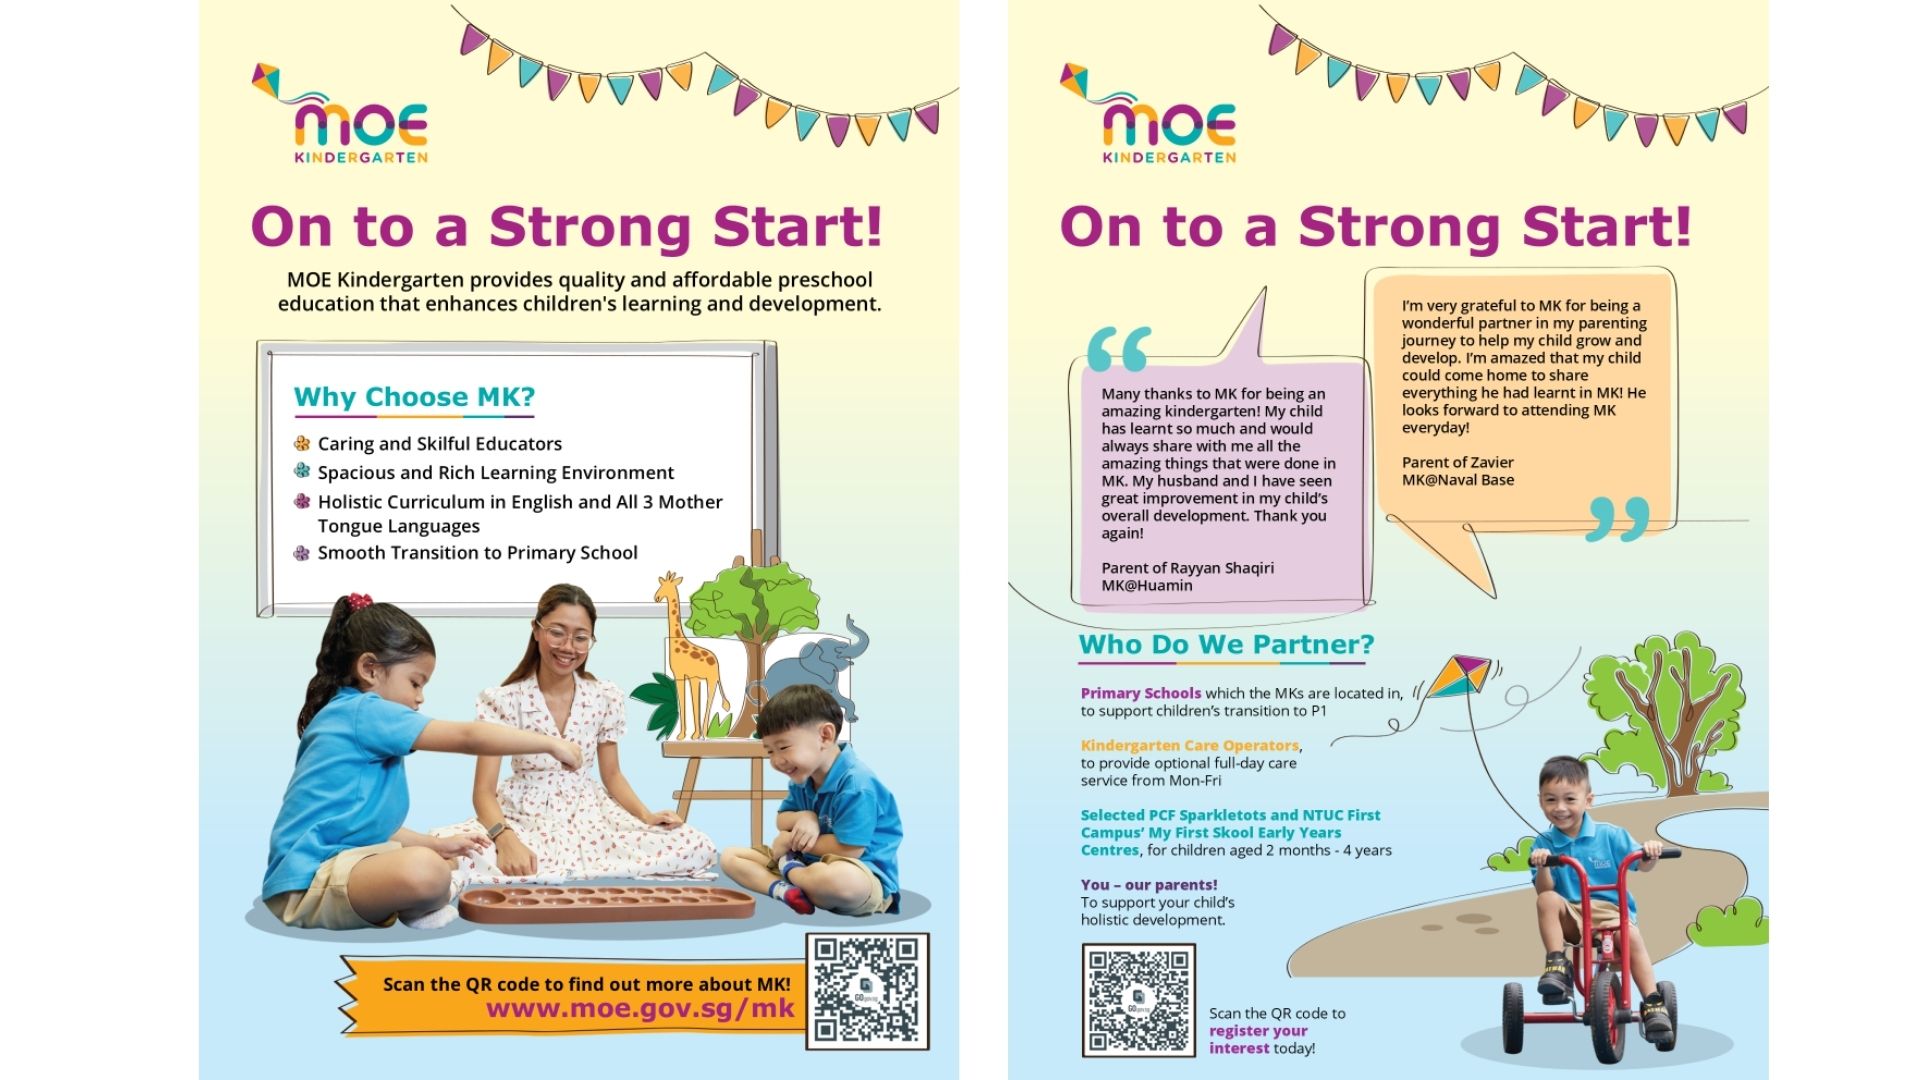 MOE
KINDERGARTEN
On to a Strong Start!
MOE Kindergarten provides quality and affordable preschool
education that enhances children's learning and development.
Why Choose MK?
Caring and Skilful Educators
Spacious and Rich Learning Environment
Holistic Curriculum in English and All 3 Mother
Tongue Languages
Smooth Transition to Primary School
Scan the QR code to find out more about MK!
www.moe.gov.sg/mk
GO gov.sg
MOE
KINDERGARTEN
On to a Strong Start!
“
Many thanks to MK for being an
amazing kindergarten! My child
has learnt so much and would
always share with me all the
amazing things that were done in
MK. My husband and I have seen
great improvement in my child’s
overall development. Thank you
again!
Parent of Rayyan Shaqiri
MK@Huamin
I’m very grateful to MK for being a
wonderful partner in my parenting
journey to help my child grow and
develop. I’m amazed that my child
could come home to share
everything he had learnt in MK! He
looks forward to attending MK
everyday!
Parent of Zavier
MK@Naval Base
”
Who Do We Partner?
Primary Schools which the MKs are located in,
to support children’s transition to P1
Kindergarten Care Operators,
to provide optional full-day care
service from Mon-Fri
Selected PCF Sparkletots and NTUC First
Campus’ My First Skool Early Years
Centres, for children aged 2 months - 4 years
You – our parents!
To support your child’s
holistic development.
GO gov.sg
Scan the QR code to
register your
interest today!
moe